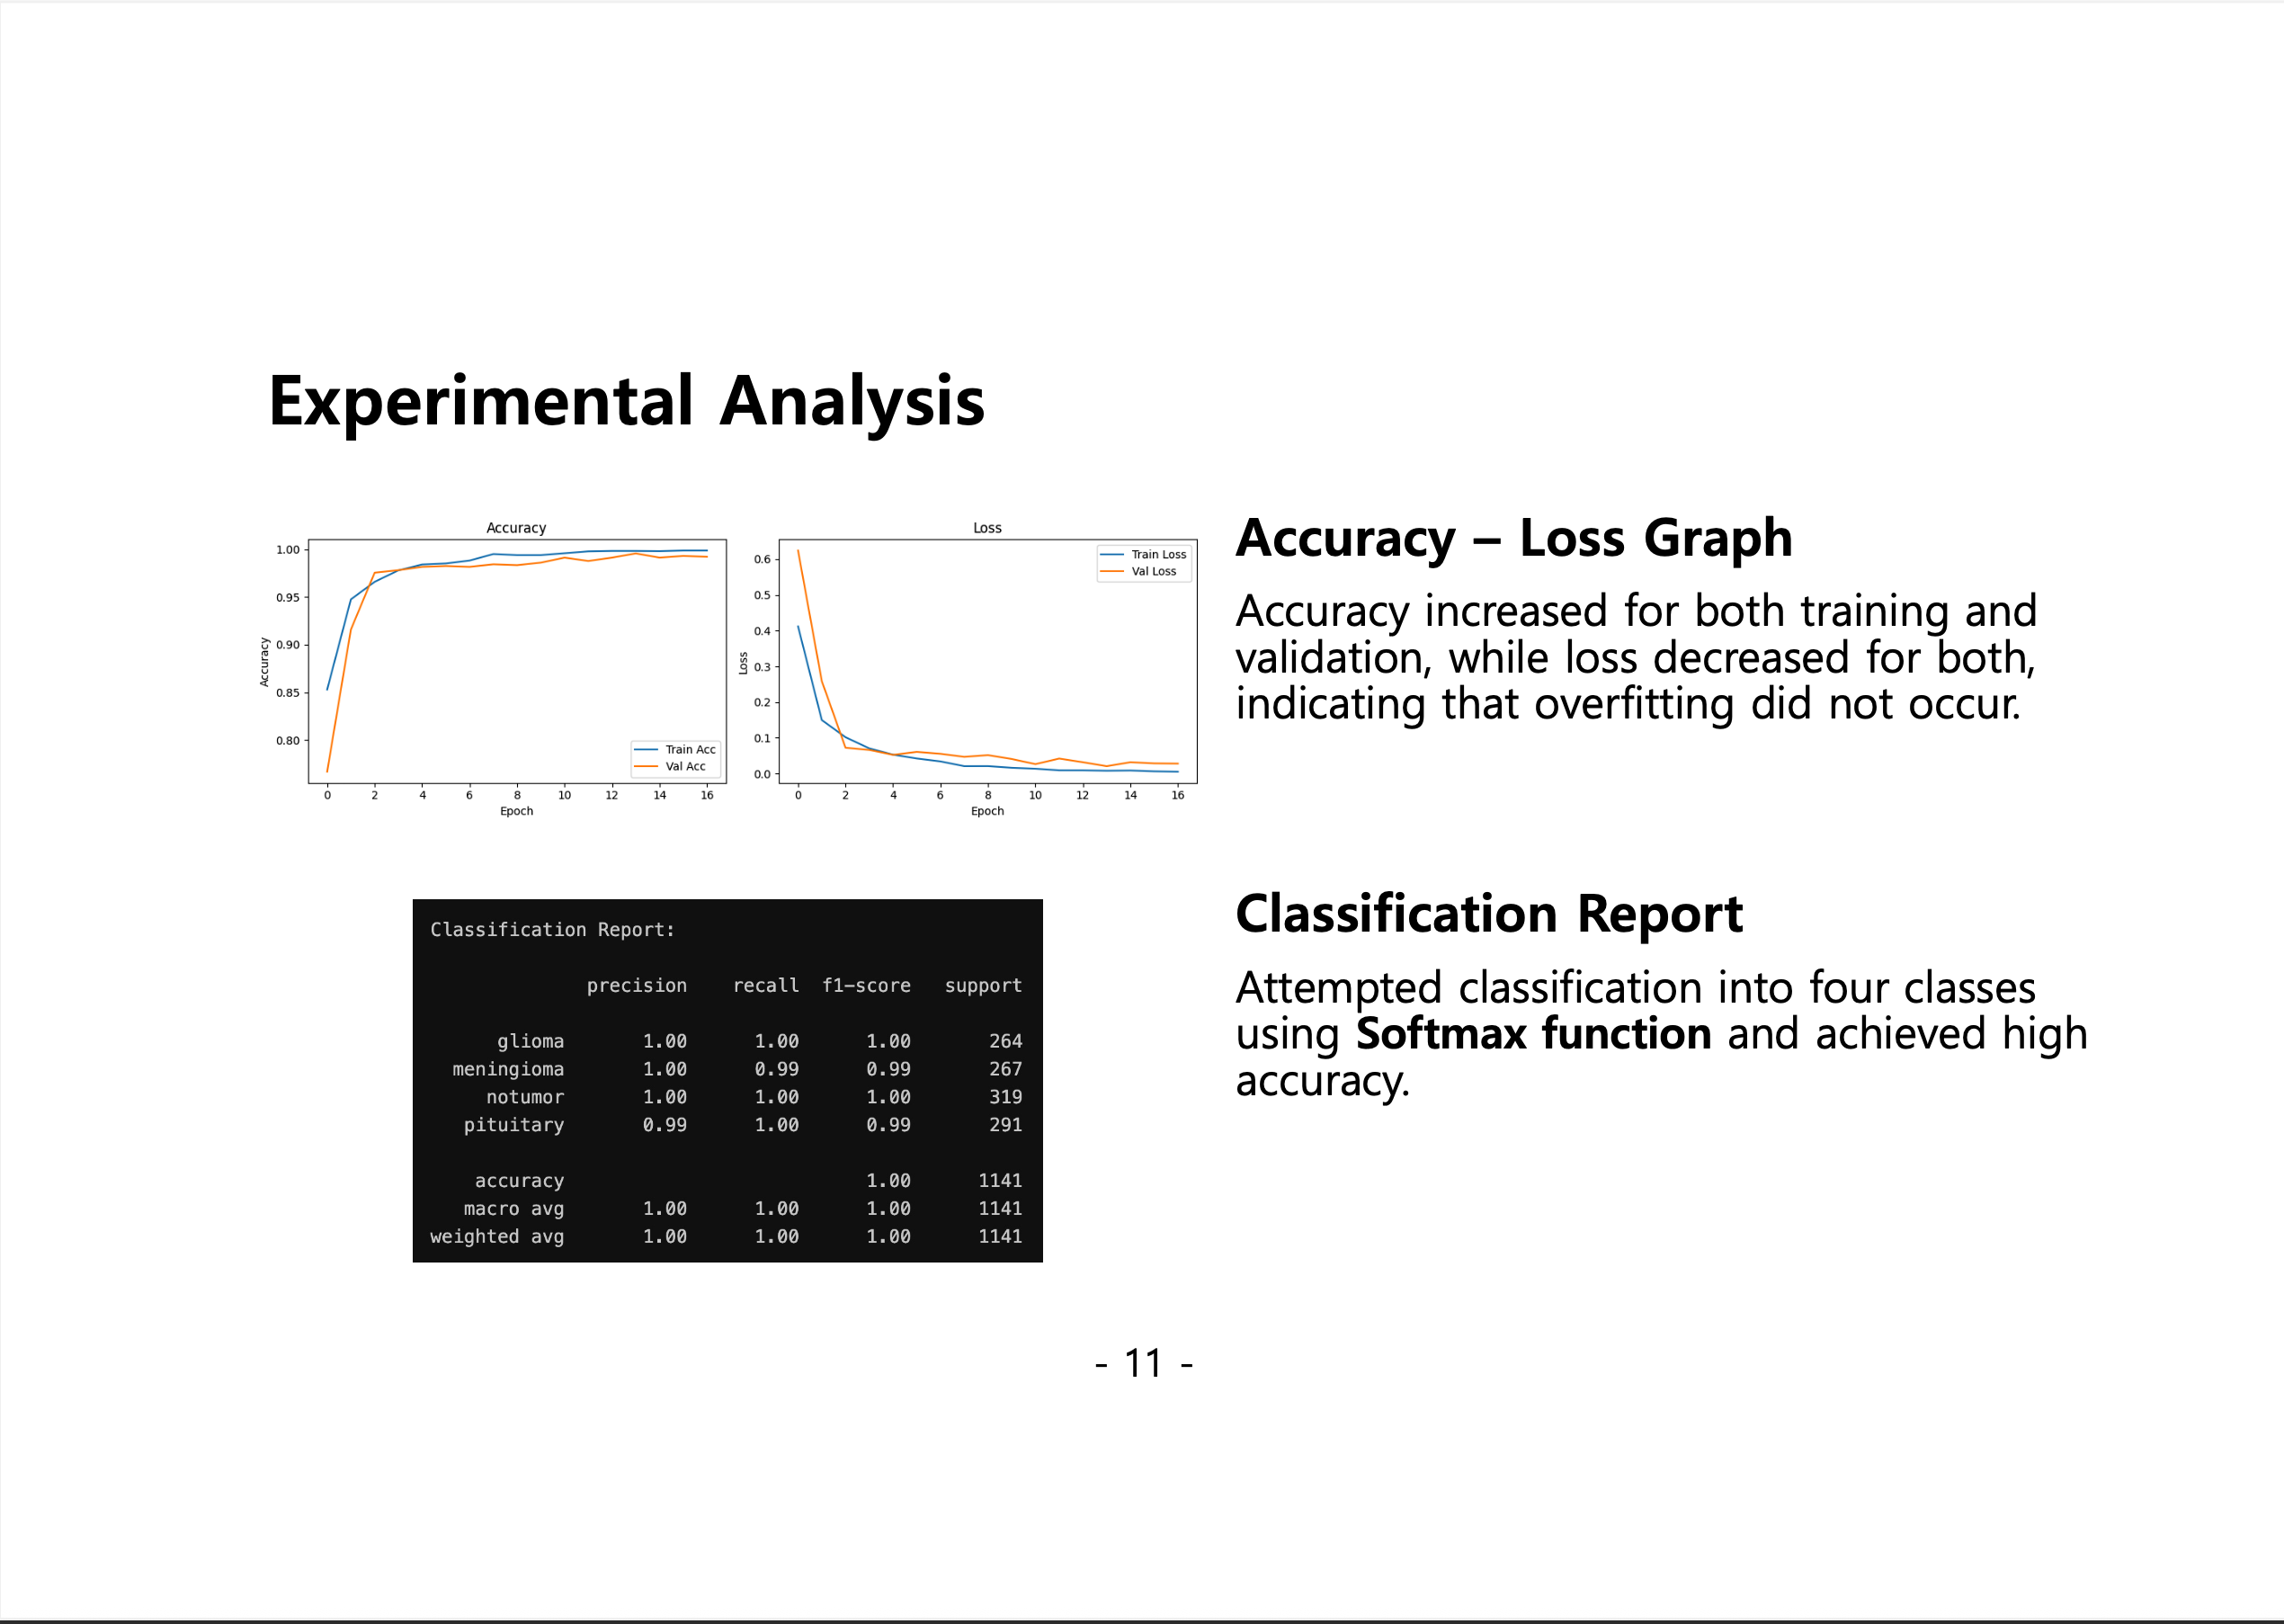 Experimental Analysis
Accuracy
1.00
0.95
0.90
0.85
0.80
Accuracy
Train Acc
Val Acc
0 2 4 6 8 10 12 14 16
Epoch
Loss
0.6
0.5
0.4
0.3
0.2
0.1
0.0
Loss
Train Loss
Val Loss
0 2 4 6 8 10 12 14 16
Epoch
Accuracy – Loss Graph
Accuracy increased for both training and
validation, while loss decreased for both,
indicating that overfitting did not occur.
Classification Report:
precision recall f1-score support
glioma 1.00 1.00 1.00 264
meningioma 1.00 0.99 0.99 267
notumor 1.00 1.00 1.00 319
pituitary 0.99 1.00 0.99 291
accuracy 1.00 1141
macro avg 1.00 1.00 1.00 1141
weighted avg 1.00 1.00 1.00 1141
Classification Report
Attempted classification into four classes
using Softmax function and achieved high
accuracy.
- 11 -